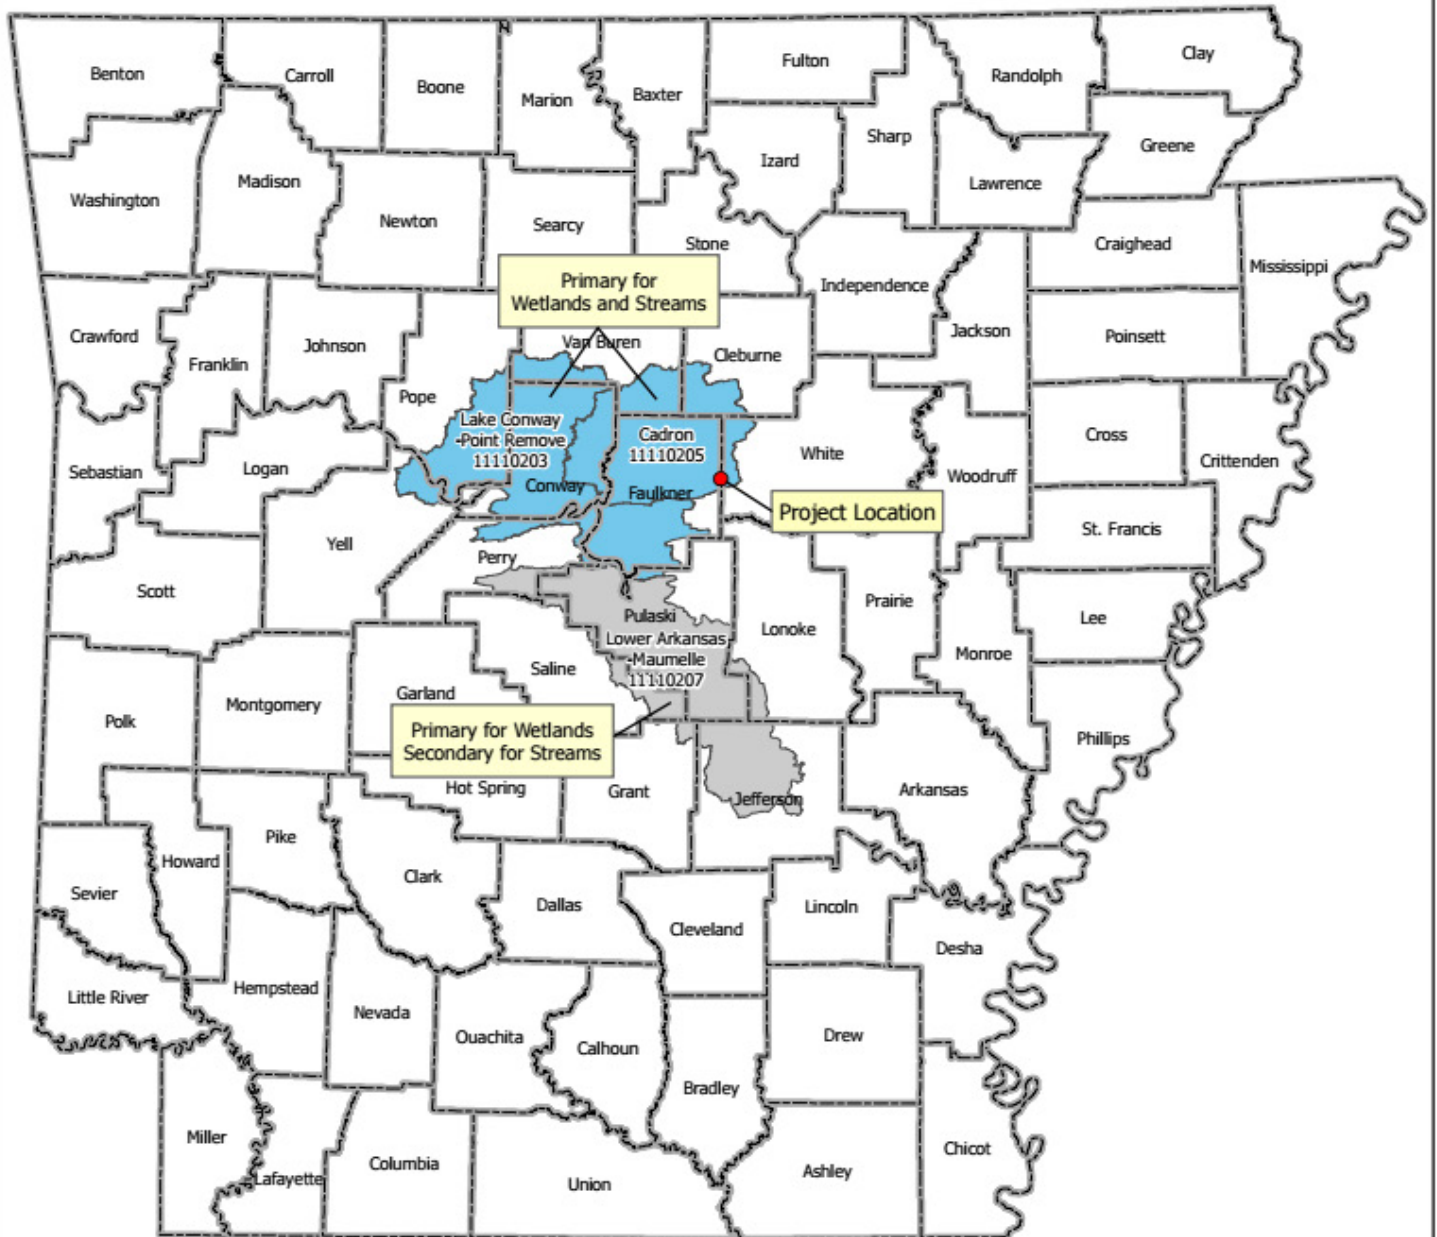 Benton
Carroll
Boone
Marion
Baxter
Fulton
Randolph
Clay
Sharp
Greene
Izard
Lawrence
Washington
Madison
Newton
Searcy
Stone
Craighead
Mississippi
Independence
Primary for
Wetlands and Streams
Crawford
Franklin
Johnson
Pope
Van Buren
Cleburne
Jackson
Poinsett
Lake Conway
-Point Remove
11110203
Cadron
11110205
White
Cross
Crittenden
Sebastian
Logan
Conway
Faulkner
Woodruff
Project Location
St. Francis
Yell
Perry
Scott
Pulaski
Lonoke
Prairie
Lee
Lower Arkansas
-Maumelle
11110207
Monroe
Saline
Garland
Montgomery
Polk
Primary for Wetlands
Secondary for Streams
Phillips
Hot Spring
Grant
Jefferson
Arkansas
Pike
Howard
Clark
Sevier
Dallas
Cleveland
Lincoln
Desha
Little River
Hempstead
Nevada
Ouachita
Calhoun
Drew
Bradley
Miller
Lafayette
Columbia
Union
Ashley
Chicot